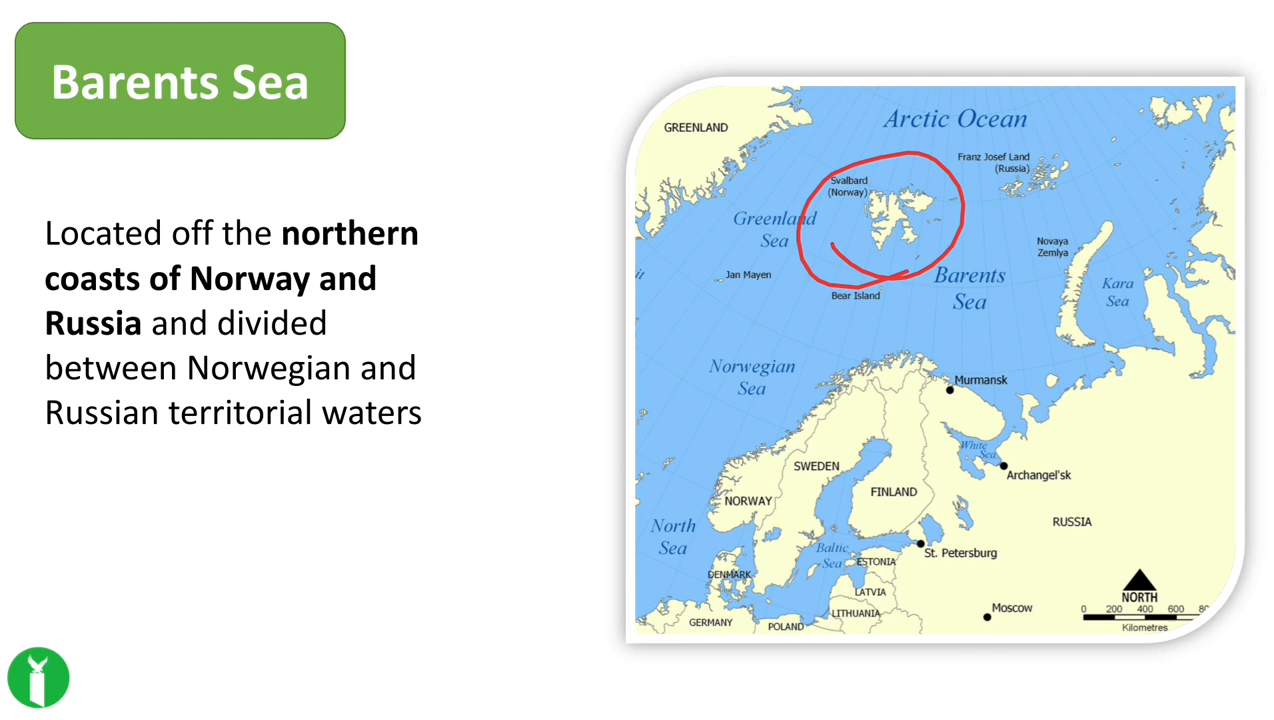 Barents Sea
Located off the northern
coasts of Norway and
Russia and divided
between Norwegian and
Russian territorial waters
Arctic Ocean
GREENLAND
Franz Josef Land
(Russia)
Svalbard
(Norway)
Greenland
Sea
Novaya
Zemlya
Jan Mayen
Barents
Sea
Kara
Sea
Bear Island
Norwegian
Sea
Murmansk
White
Sea
SWEDEN
Archangel'sk
FINLAND
NORWAY
RUSSIA
North
Sea
Baltic
Sea
St. Petersburg
ESTONIA
DENMARK
LATVIA
NORTH
LITHUANIA
Moscow
0 200 400 600
GERMANY
POLAND
Kilometres